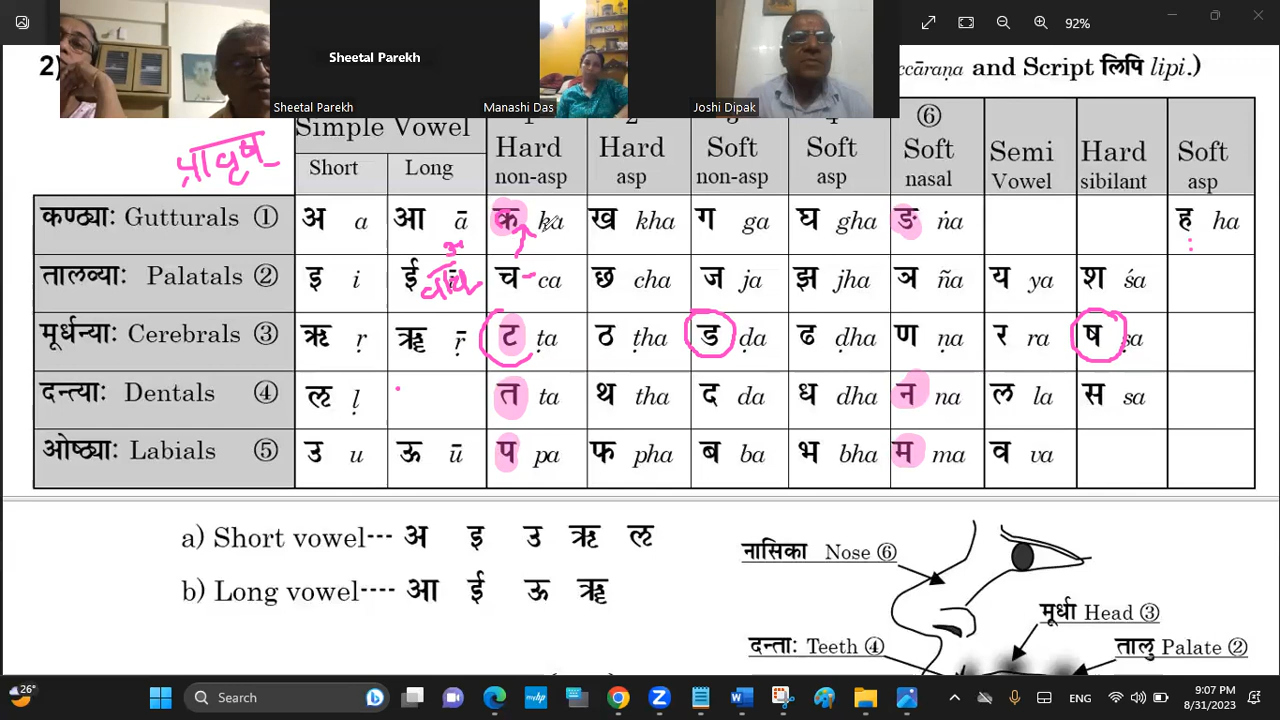 92%
Sheetal Parekh
Sheetal Parekh
Manashi Das
Joshi Dipak
2)
ccāraṇa and Script लिपि lipi.)
प्रावृष्
Simple Vowel
Hard non-asp
Hard asp
Soft non-asp
Soft asp
⑥ Soft nasal
Semi Vowel
Hard sibilant
Soft asp
Short Long
कण्ठ्याः Gutturals ① अ a आ ā क ka ख kha ग ga घ gha ङ ṅa ह ha
तालव्याः Palatals ② इ i ई च ca छ cha ज ja झ jha ञ ña य ya श śa
मूर्धन्याः Cerebrals ③ ऋ ṛ ॠ ṝ ट ṭa ठ ṭha ड ḍa ढ ḍha ण ṇa र ra ष ṣa
दन्त्याः Dentals ④ ऌ ḷ त ta थ tha द da ध dha न na ल la स sa
ओष्ठ्याः Labials ⑤ उ u ऊ ū प pa फ pha ब ba भ bha म ma व va
a) Short vowel--- अ इ उ ऋ ऌ
b) Long vowel---- आ ई ऊ ॠ
नासिका Nose ⑥
मूर्धा Head ③
दन्ताः Teeth ④
तालु Palate ②
26°
Search
ENG
9:07 PM
8/31/2023